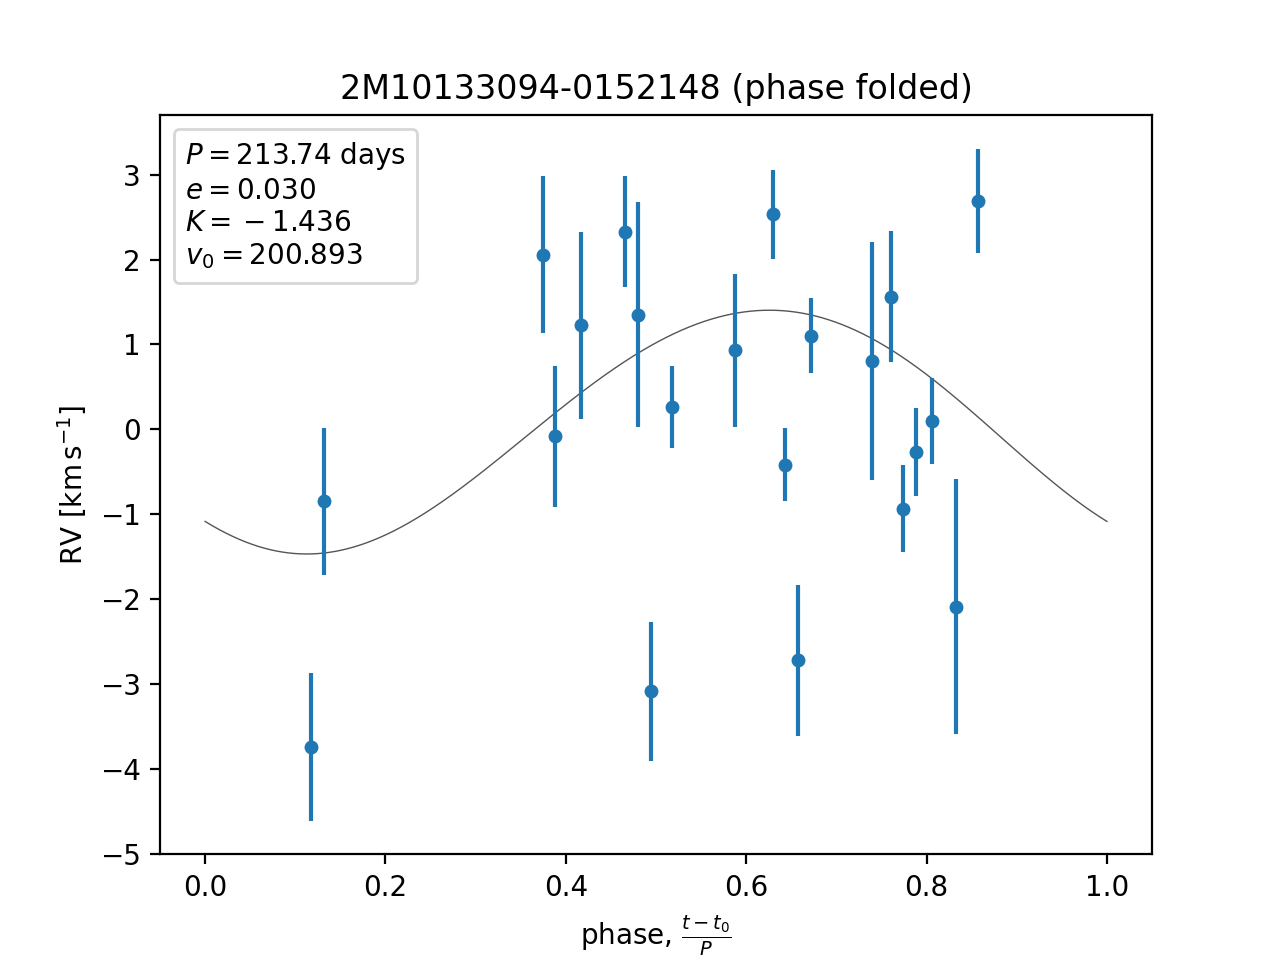 2M10133094-0152148 (phase folded)
P = 213.74 days
e = 0.030
K = −1.436
v₀ = 200.893
3
2
1
0
−1
−2
−3
−4
−5
RV [km s⁻¹]
0.0 0.2 0.4 0.6 0.8 1.0
phase, (t − t₀)/P